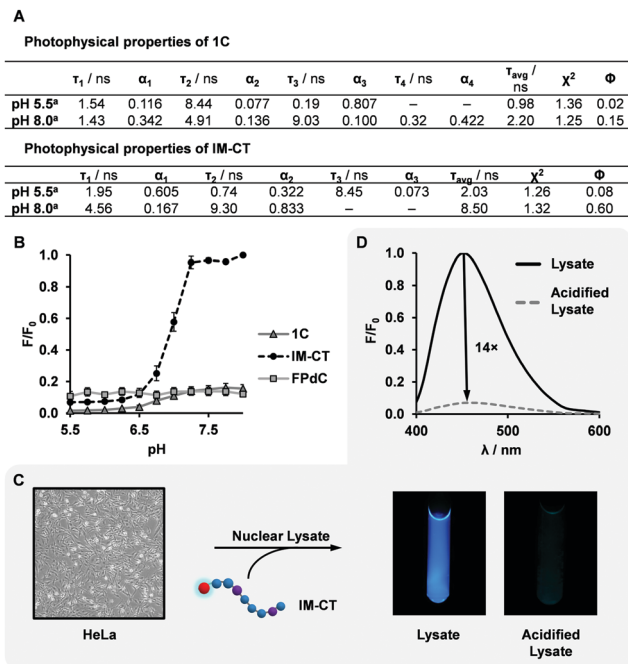 A
Photophysical properties of 1C
τ1 / ns α1 τ2 / ns α2 τ3 / ns α3 τ4 / ns α4 τavg / ns χ² Φ
pH 5.5ᵃ 1.54 0.116 8.44 0.077 0.19 0.807 – – 0.98 1.36 0.02
pH 8.0ᵃ 1.43 0.342 4.91 0.136 9.03 0.100 0.32 0.422 2.20 1.25 0.15
Photophysical properties of IM-CT
τ1 / ns α1 τ2 / ns α2 τ3 / ns α3 τavg / ns χ² Φ
pH 5.5ᵃ 1.95 0.605 0.74 0.322 8.45 0.073 2.03 1.26 0.08
pH 8.0ᵃ 4.56 0.167 9.30 0.833 – – 8.50 1.32 0.60
B
F/F0
1.0
0.8
0.6
0.4
0.2
0.0
5.5 6.5 7.5
pH
1C
IM-CT
FPdC
D
F/F0
1.0
0.8
0.6
0.4
0.2
0.0
400 500 600
λ / nm
Lysate
Acidified
Lysate
14×
C
HeLa
Nuclear Lysate
IM-CT
Lysate
Acidified
Lysate